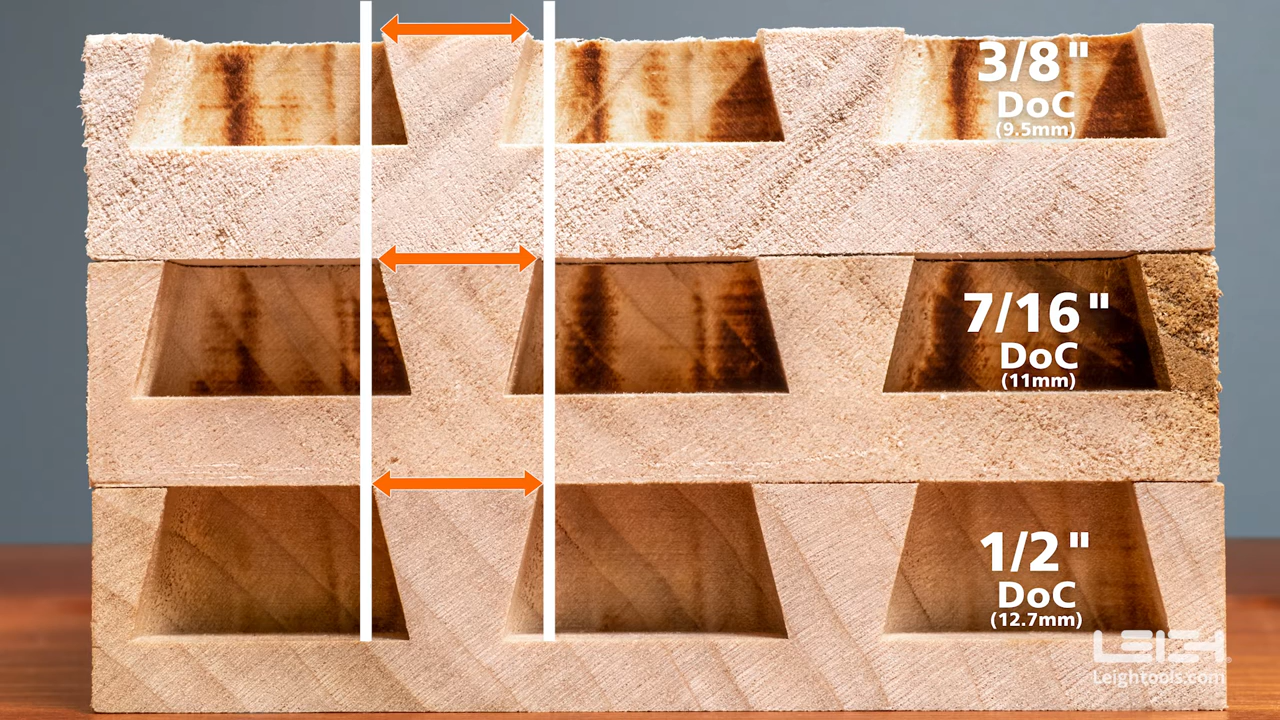 3/8"
DoC
(9.5mm)
7/16"
DoC
(11mm)
1/2"
DoC
(12.7mm)
LEIGH
Leightools.com